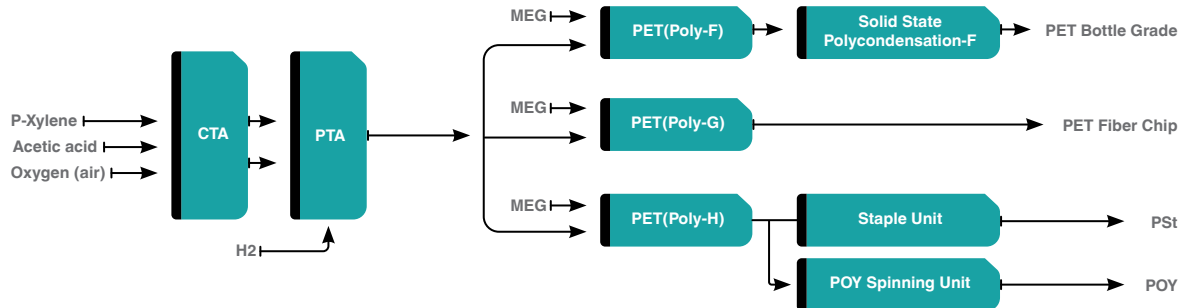 MEG
PET(Poly-F)
Solid State
Polycondensation-F
PET Bottle Grade
P-Xylene
Acetic acid
Oxygen (air)
CTA
PTA
MEG
PET(Poly-G)
PET Fiber Chip
H2
MEG
PET(Poly-H)
Staple Unit
PSt
POY Spinning Unit
POY